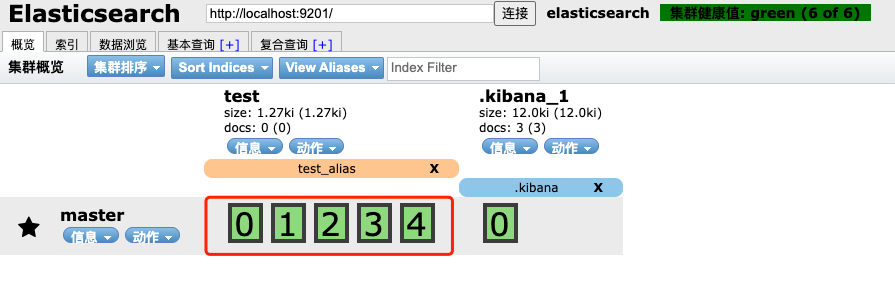 Elasticsearch http://localhost:9201/ 连接 elasticsearch 集群健康值: green (6 of 6)
概览 索引 数据浏览 基本查询 [+] 复合查询 [+]
集群概览 集群排序 Sort Indices View Aliases Index Filter
test .kibana_1
size: 1.27ki (1.27ki) size: 12.0ki (12.0ki)
docs: 0 (0) docs: 3 (3)
信息 动作 信息 动作
test_alias X
.kibana X
master 0 1 2 3 4 0
信息 动作